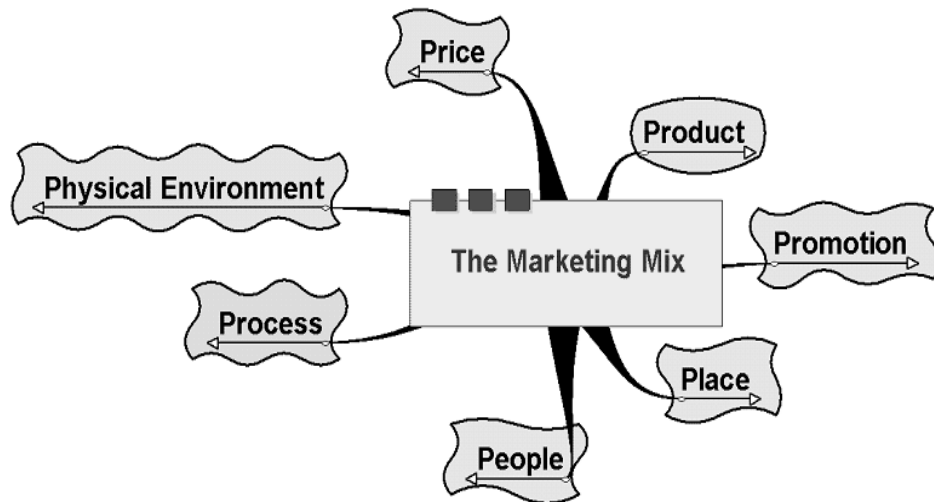 Price
Product
Physical Environment
The Marketing Mix
Promotion
Process
Place
People